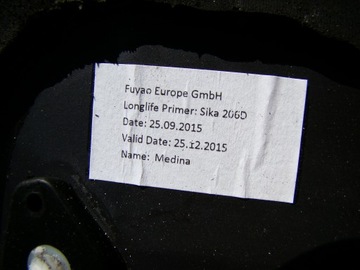 Fuyao Europe GmbH
Longlife Primer: Sika 206D
Date: 25.09.2015
Valid Date: 25.12.2015
Name: Medina